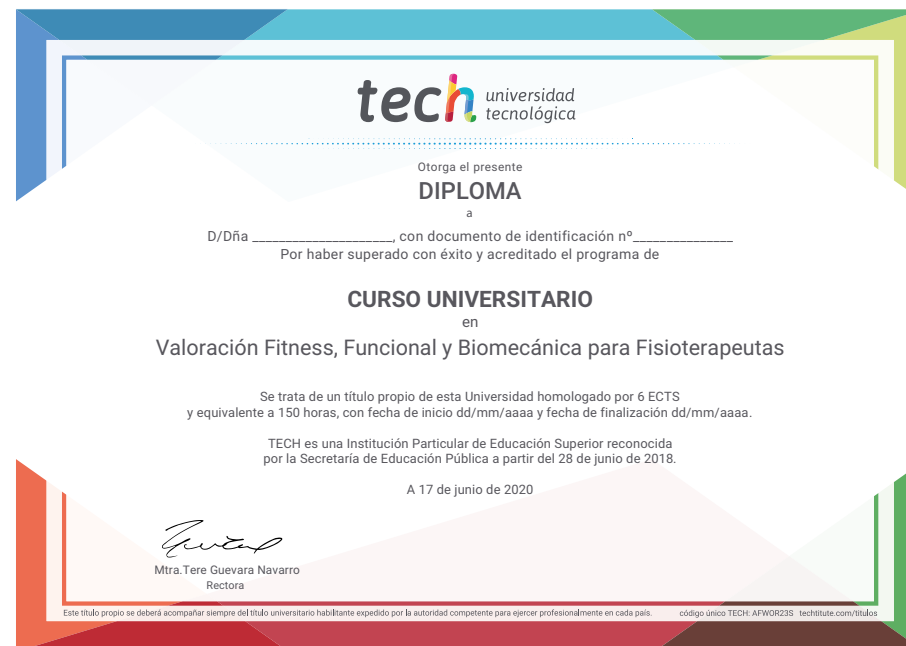 tech universidad
tecnológica
Otorga el presente
DIPLOMA
a
D/Dña ______________________, con documento de identificación nº_______________
Por haber superado con éxito y acreditado el programa de
CURSO UNIVERSITARIO
en
Valoración Fitness, Funcional y Biomecánica para Fisioterapeutas
Se trata de un título propio de esta Universidad homologado por 6 ECTS
y equivalente a 150 horas, con fecha de inicio dd/mm/aaaa y fecha de finalización dd/mm/aaaa.
TECH es una Institución Particular de Educación Superior reconocida
por la Secretaría de Educación Pública a partir del 28 de junio de 2018.
A 17 de junio de 2020
Mtra.Tere Guevara Navarro
Rectora
Este título propio se deberá acompañar siempre del título universitario habilitante expedido por la autoridad competente para ejercer profesionalmente en cada país. código único TECH: AFWOR23S techtitute.com/titulos